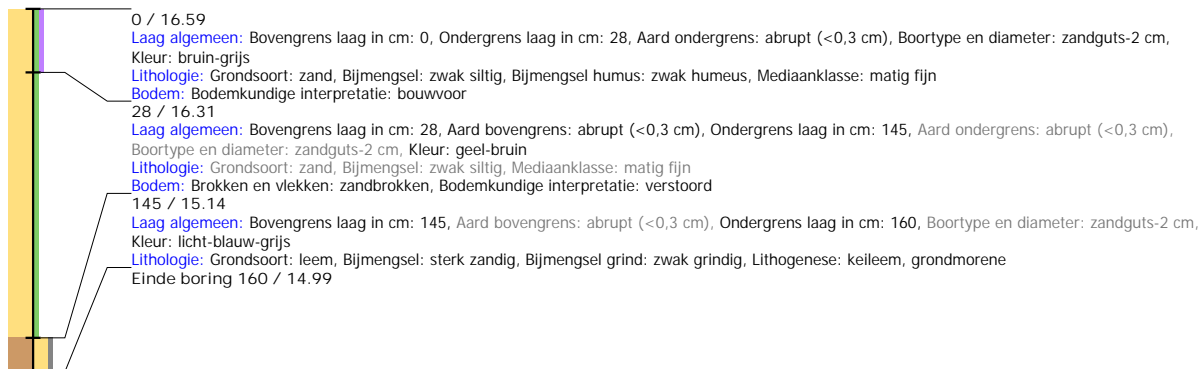 0 / 16.59
Laag algemeen: Bovengrens laag in cm: 0, Ondergrens laag in cm: 28, Aard ondergrens: abrupt (<0,3 cm), Boortype en diameter: zandguts-2 cm,
Kleur: bruin-grijs
Lithologie: Grondsoort: zand, Bijmengsel: zwak siltig, Bijmengsel humus: zwak humeus, Mediaanklasse: matig fijn
Bodem: Bodemkundige interpretatie: bouwvoor
28 / 16.31
Laag algemeen: Bovengrens laag in cm: 28, Aard bovengrens: abrupt (<0,3 cm), Ondergrens laag in cm: 145, Aard ondergrens: abrupt (<0,3 cm),
Boortype en diameter: zandguts-2 cm, Kleur: geel-bruin
Lithologie: Grondsoort: zand, Bijmengsel: zwak siltig, Mediaanklasse: matig fijn
Bodem: Brokken en vlekken: zandbrokken, Bodemkundige interpretatie: verstoord
145 / 15.14
Laag algemeen: Bovengrens laag in cm: 145, Aard bovengrens: abrupt (<0,3 cm), Ondergrens laag in cm: 160, Boortype en diameter: zandguts-2 cm,
Kleur: licht-blauw-grijs
Lithologie: Grondsoort: leem, Bijmengsel: sterk zandig, Bijmengsel grind: zwak grindig, Lithogenese: keileem, grondmorene
Einde boring 160 / 14.99